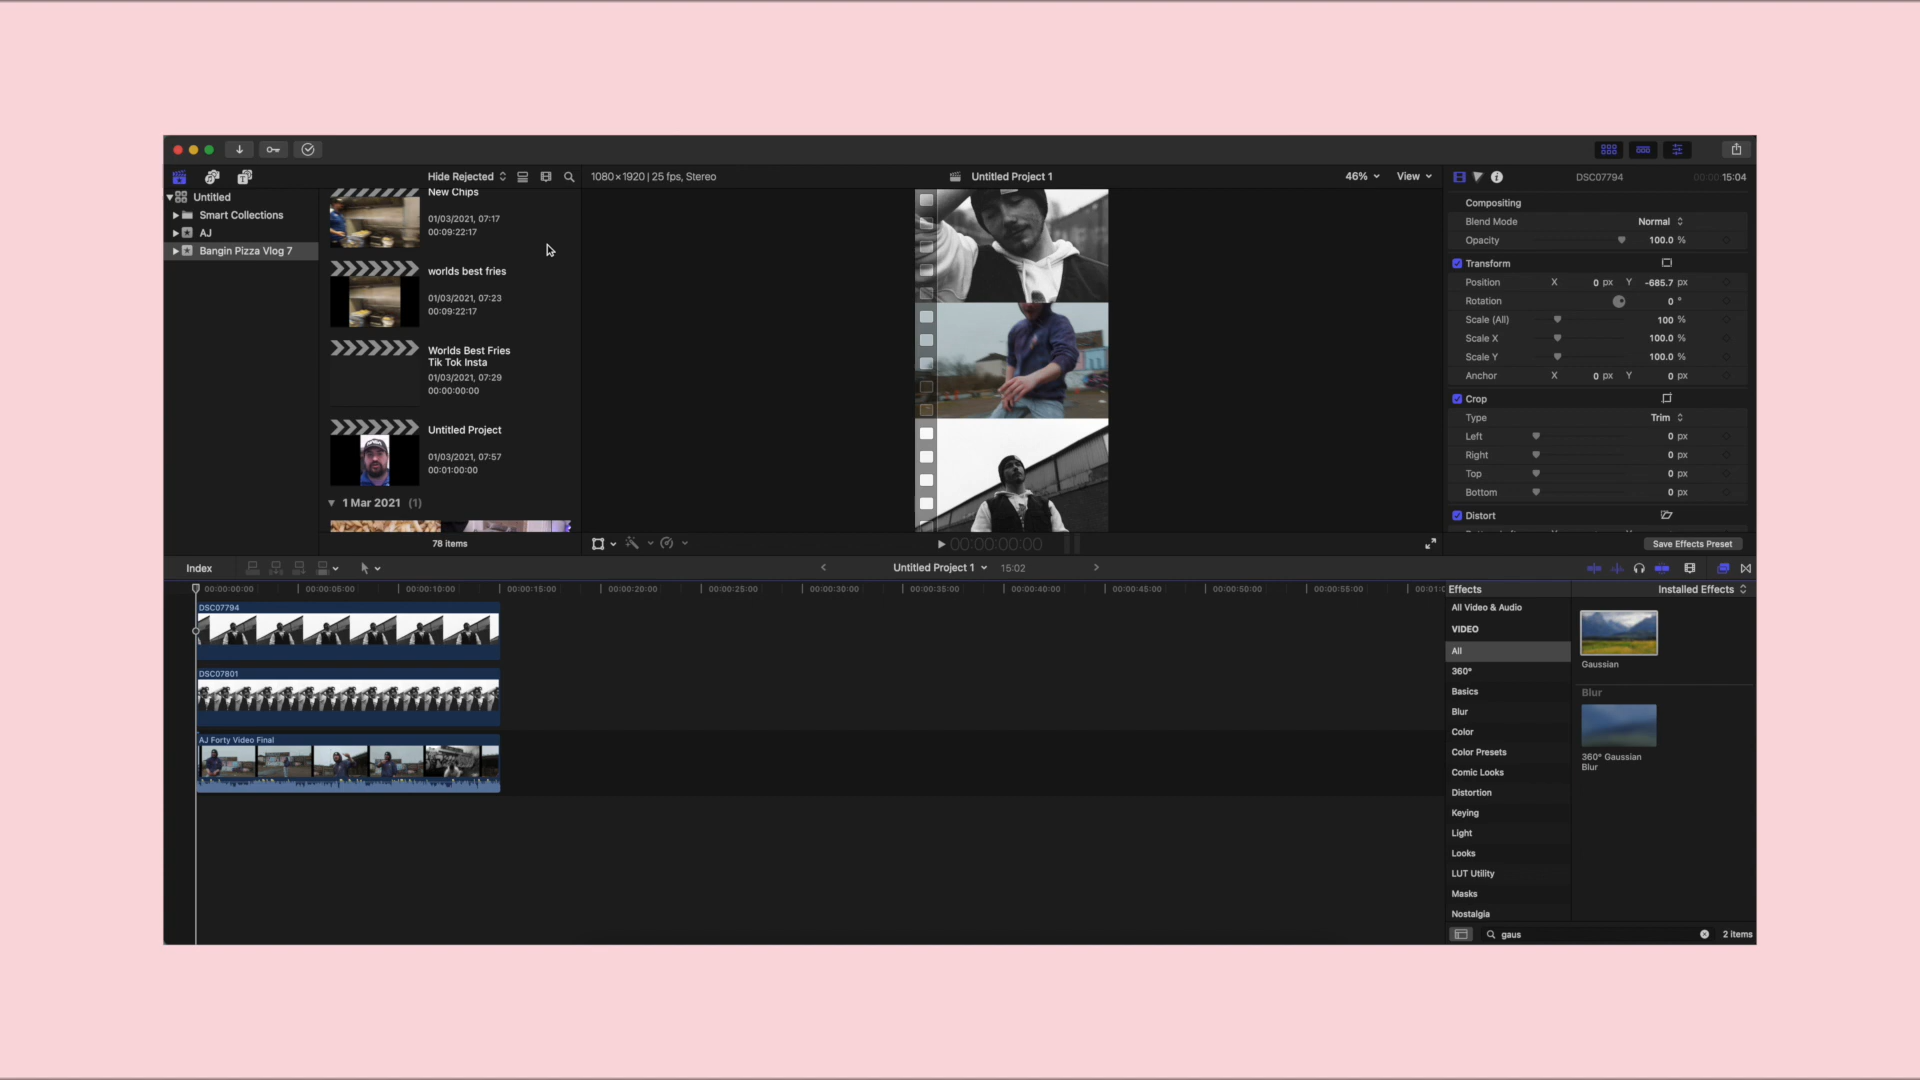 Hide Rejected
1080×1920 | 25 fps, Stereo
Untitled Project 1
46%
View
DSC07794
00:00:15:04
Untitled
Smart Collections
AJ
Bangin Pizza Vlog 7
New Chips
01/03/2021, 07:17
00:09:22:17
worlds best fries
01/03/2021, 07:23
00:09:22:17
Worlds Best Fries
Tik Tok Insta
01/03/2021, 07:29
00:00:00:00
Untitled Project
01/03/2021, 07:57
00:01:00:00
1 Mar 2021 (1)
78 items
00:00:00:00
Compositing
Blend Mode Normal
Opacity 100.0 %
Transform
Position X 0 px Y -685.7 px
Rotation 0 °
Scale (All) 100 %
Scale X 100.0 %
Scale Y 100.0 %
Anchor X 0 px Y 0 px
Crop
Type Trim
Left 0 px
Right 0 px
Top 0 px
Bottom 0 px
Distort
Save Effects Preset
Index
Untitled Project 1
15:02
00:00:00:00 00:00:05:00 00:00:10:00 00:00:15:00 00:00:20:00 00:00:25:00 00:00:30:00 00:00:35:00 00:00:40:00 00:00:45:00 00:00:50:00 00:00:55:00
DSC07794
DSC07801
AJ Forty Video Final
Effects
Installed Effects
All Video & Audio
VIDEO
All
360°
Basics
Blur
Color
Color Presets
Comic Looks
Distortion
Keying
Light
Looks
LUT Utility
Masks
Nostalgia
Gaussian
Blur
360° Gaussian
Blur
gaus
2 items